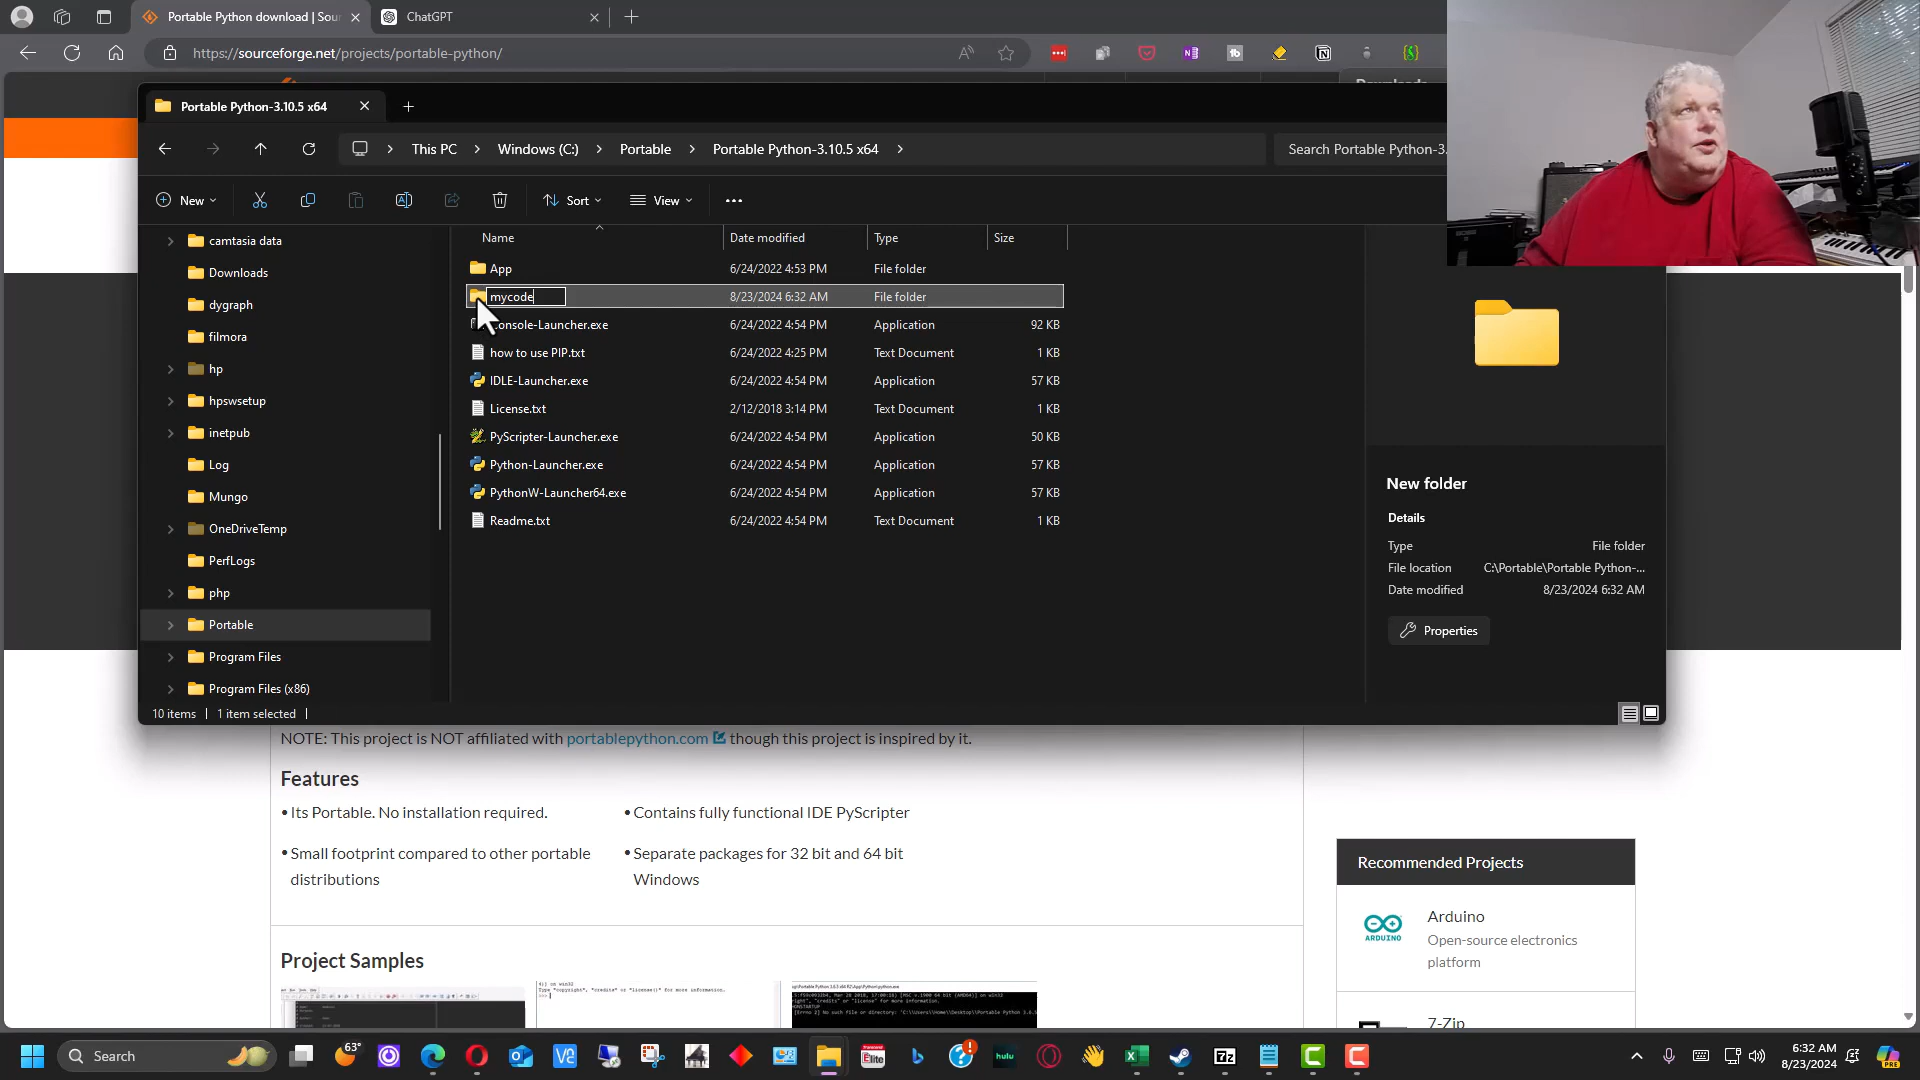 Portable Python download | Sou
ChatGPT
https://sourceforge.net/projects/portable-python/
Portable Python-3.10.5 x64
This PC > Windows (C:) > Portable > Portable Python-3.10.5 x64 >
Search Portable Python-3.
New
Sort
View
camtasia data
Downloads
dygraph
filmora
hp
hpswsetup
inetpub
Log
Mungo
OneDriveTemp
PerfLogs
php
Portable
Program Files
Program Files (x86)
Name Date modified Type Size
App 6/24/2022 4:53 PM File folder
mycode 8/23/2024 6:32 AM File folder
onsole-Launcher.exe 6/24/2022 4:54 PM Application 92 KB
how to use PIP.txt 6/24/2022 4:25 PM Text Document 1 KB
IDLE-Launcher.exe 6/24/2022 4:54 PM Application 57 KB
License.txt 2/12/2018 3:14 PM Text Document 1 KB
PyScripter-Launcher.exe 6/24/2022 4:54 PM Application 50 KB
Python-Launcher.exe 6/24/2022 4:54 PM Application 57 KB
PythonW-Launcher64.exe 6/24/2022 4:54 PM Application 57 KB
Readme.txt 6/24/2022 4:54 PM Text Document 1 KB
New folder
Details
Type File folder
File location C:\Portable\Portable Python-...
Date modified 8/23/2024 6:32 AM
Properties
10 items | 1 item selected |
NOTE: This project is NOT affiliated with portablepython.com though this project is inspired by it.
Features
• Its Portable. No installation required.
• Small footprint compared to other portable
distributions
• Contains fully functional IDE PyScripter
• Separate packages for 32 bit and 64 bit
Windows
Project Samples
Recommended Projects
ARDUINO
Arduino
Open-source electronics
platform
7-Zip
Search
63°
hulu
6:32 AM
8/23/2024